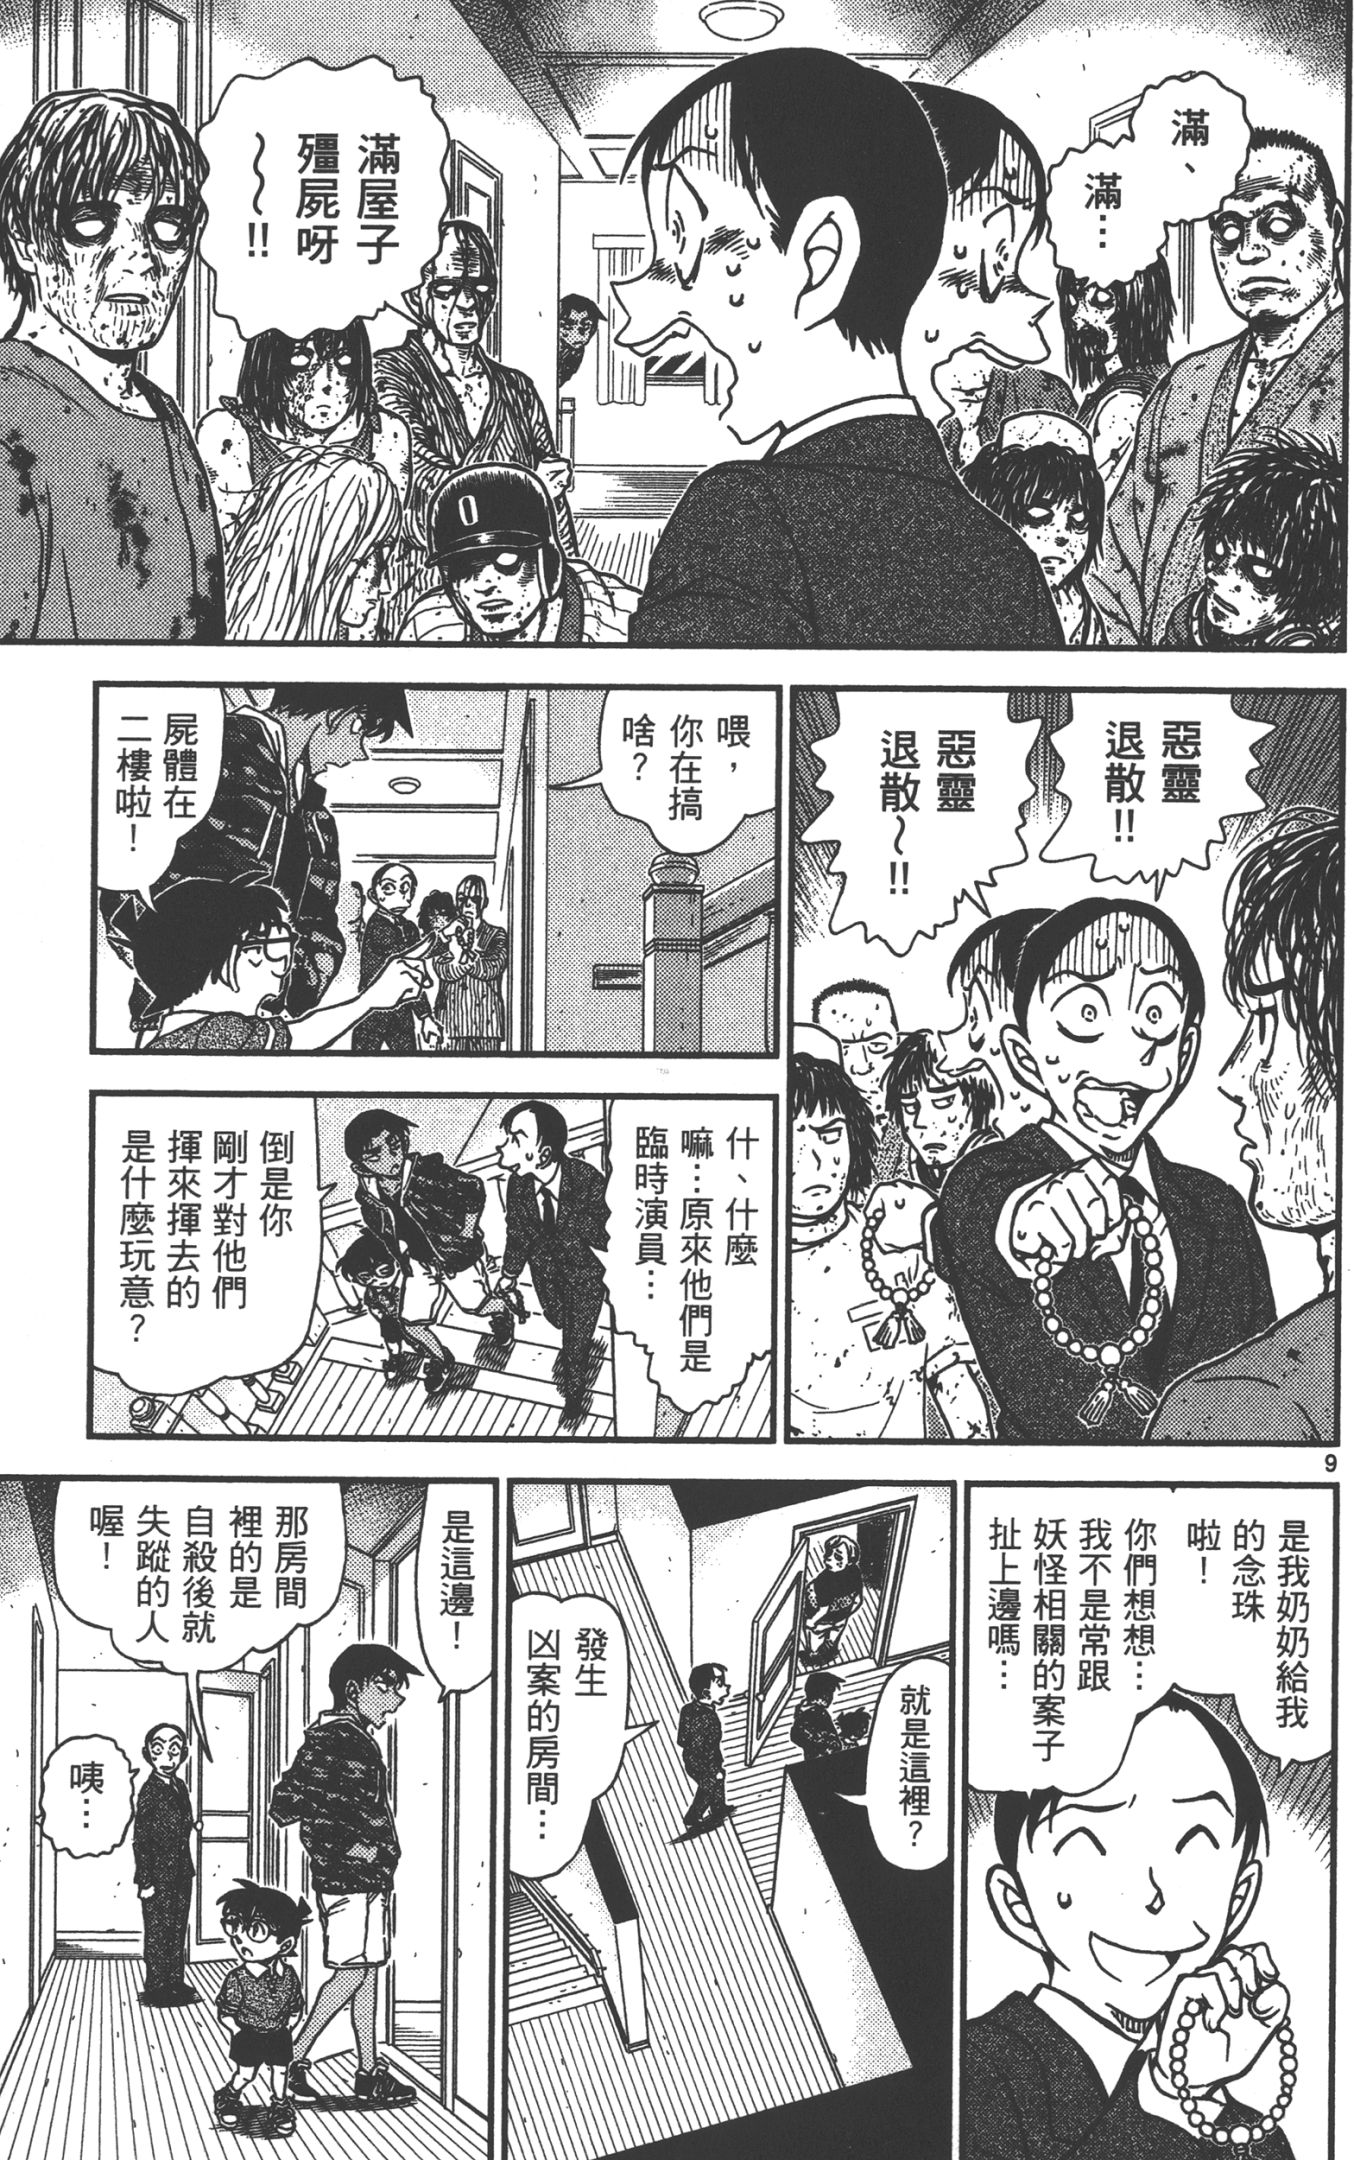 滿、
滿⋯
滿屋子
殭屍呀
～～!!
惡靈
退散!!
惡靈
退散～!!
喂，
你在搞
啥？
屍體在
二樓啦！
什、什麼
嘛⋯原來他們是
臨時演員⋯
倒是你
剛才對他們
揮來揮去的
是什麼玩意？
9
是我奶奶給我
的念珠
啦！
你們想想⋯
我不是常跟
妖怪相關的案子
扯上邊嗎⋯
就是這裡？
發生
凶案的房間⋯
是這邊！
那房間
裡的是
自殺後就
失蹤的人
喔！
咦⋯